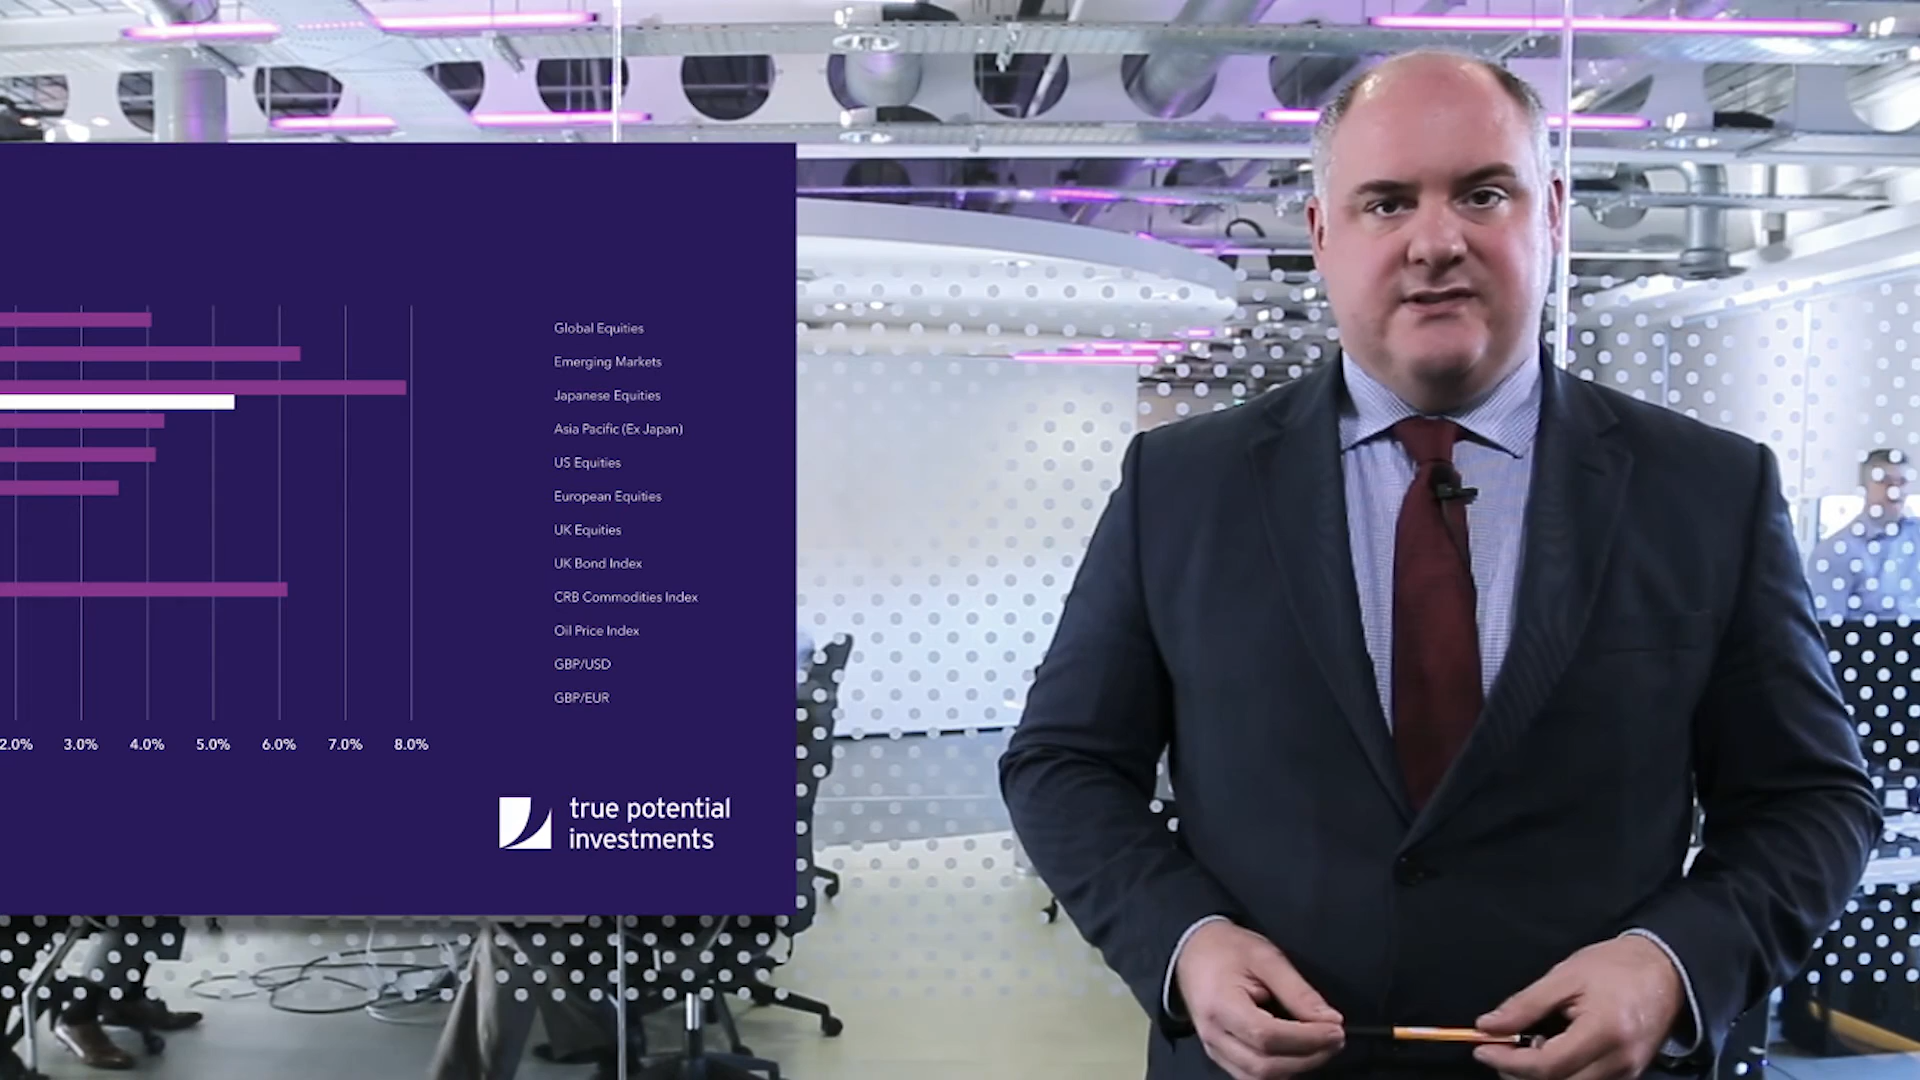 Global Equities
Emerging Markets
Japanese Equities
Asia Pacific (Ex Japan)
US Equities
European Equities
UK Equities
UK Bond Index
CRB Commodities Index
Oil Price Index
GBP/USD
GBP/EUR
2.0% 3.0% 4.0% 5.0% 6.0% 7.0% 8.0%
true potential
investments